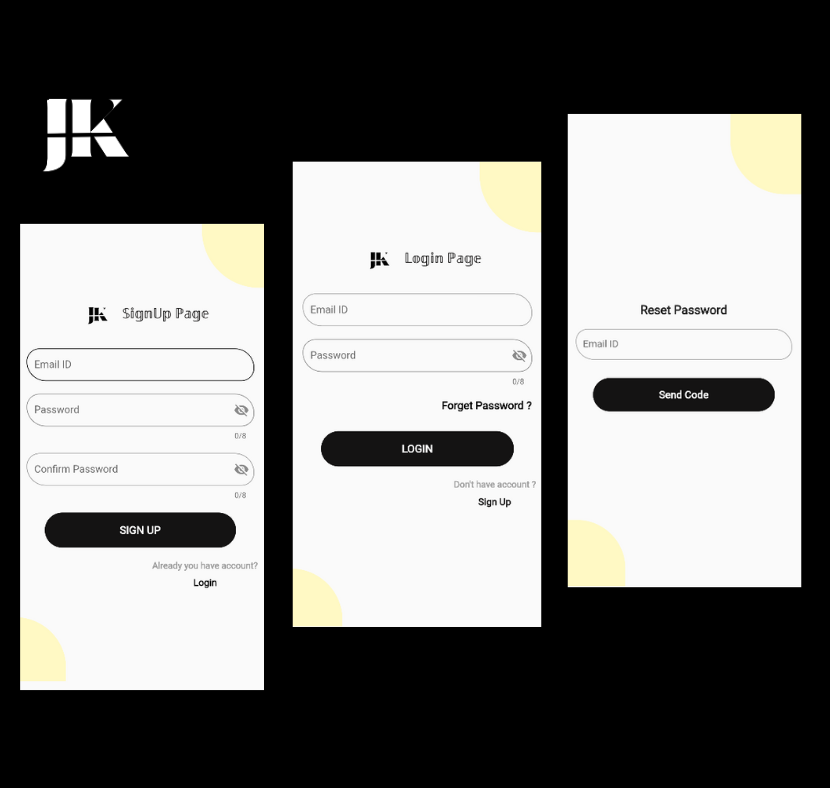 JK
JK SignUp Page
Email ID
Password
0/8
Confirm Password
0/8
SIGN UP
Already you have account?
Login
JK Login Page
Email ID
Password
0/8
Forget Password ?
LOGIN
Don't have account ?
Sign Up
Reset Password
Email ID
Send Code